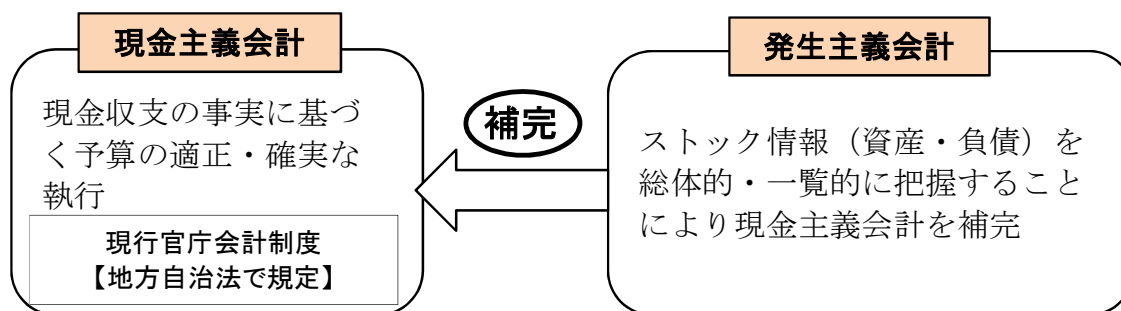 現金主義会計
現金収支の事実に基づ
く予算の適正・確実な
執行
現行官庁会計制度
【地方自治法で規定】
補完
発生主義会計
ストック情報（資産・負債）を
総体的・一覧的に把握すること
により現金主義会計を補完